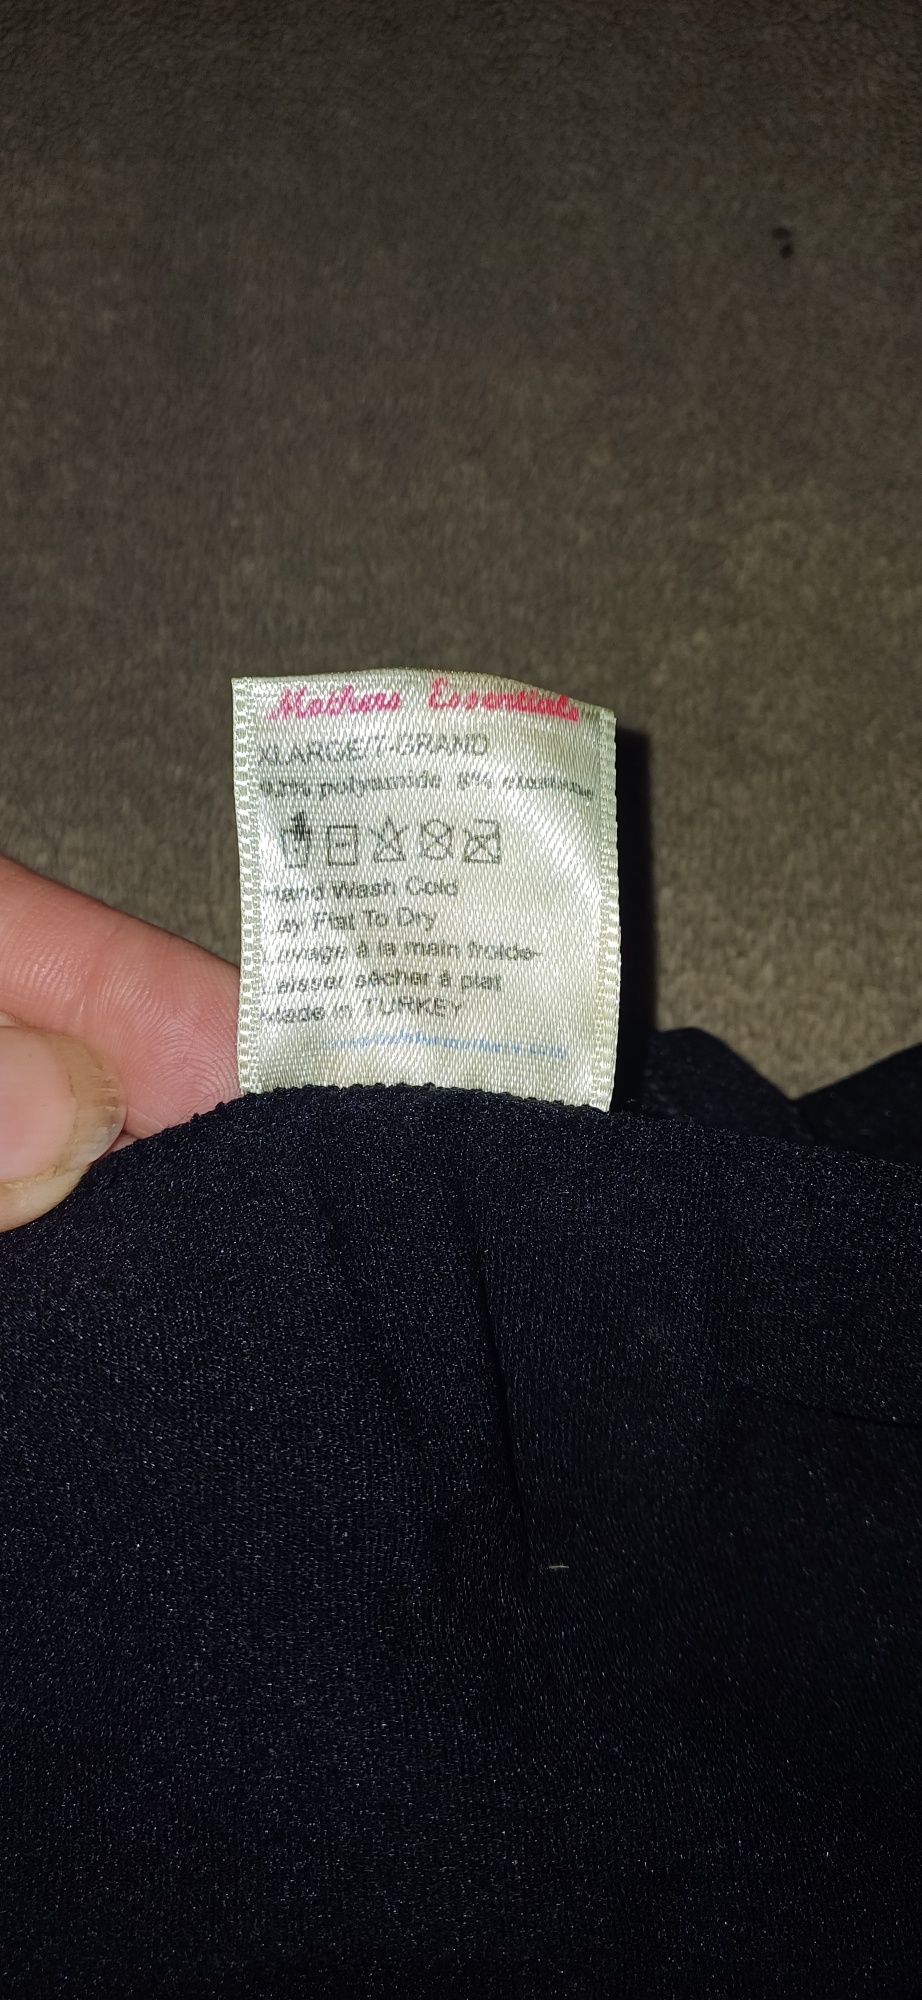 Mothers Essentials
XLARGE/T-GRAND
92% polyamide 8% elastane
Hand Wash Cold
Lay Flat To Dry
Lavage à la main froide-
Laisser sécher à plat
Made in TURKEY